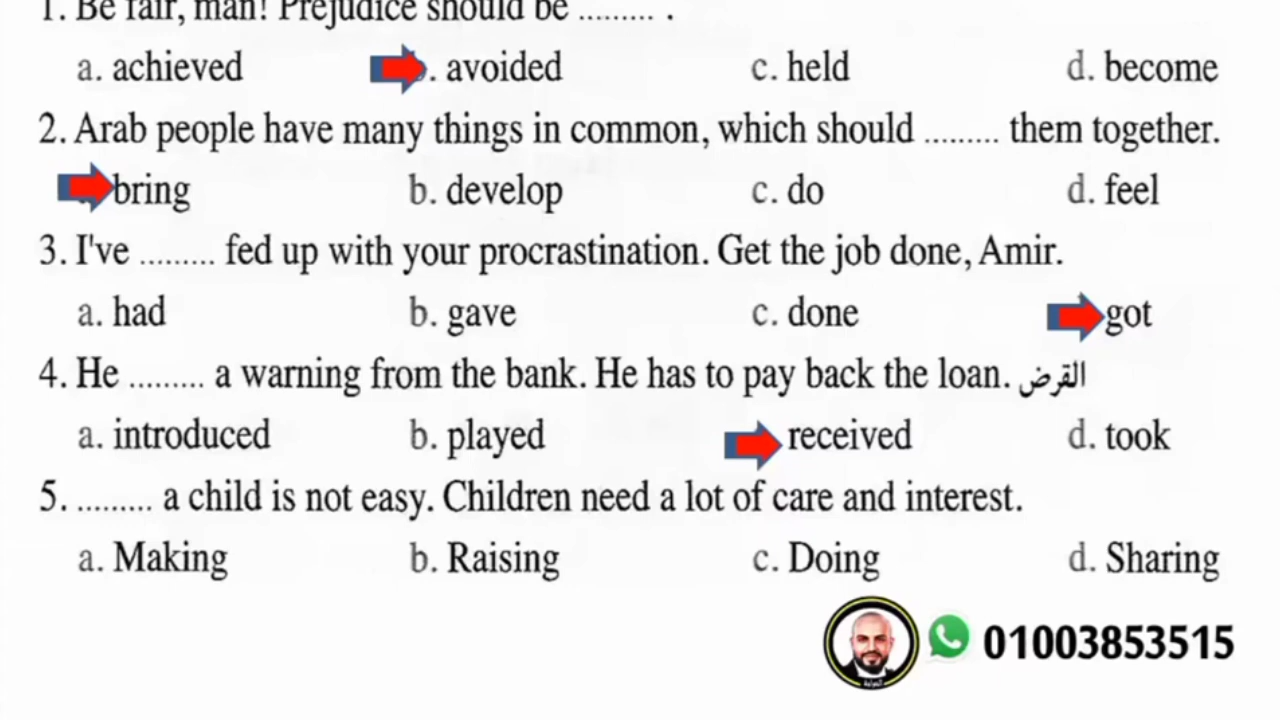 1. Be fair, man! Prejudice should be ......... .
a. achieved . avoided c. held d. become
2. Arab people have many things in common, which should ......... them together.
bring b. develop c. do d. feel
3. I've ......... fed up with your procrastination. Get the job done, Amir.
a. had b. gave c. done got
4. He ......... a warning from the bank. He has to pay back the loan. القرض
a. introduced b. played received d. took
5. ......... a child is not easy. Children need a lot of care and interest.
a. Making b. Raising c. Doing d. Sharing
01003853515